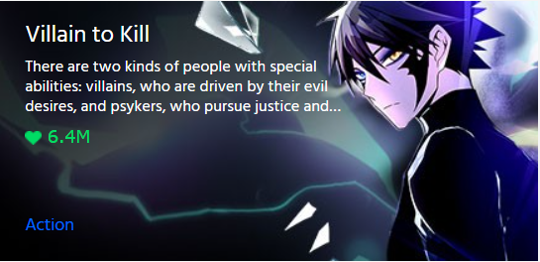 Villain to Kill
There are two kinds of people with special
abilities: villains, who are driven by their evil
desires, and psykers, who pursue justice and...
6.4M
Action